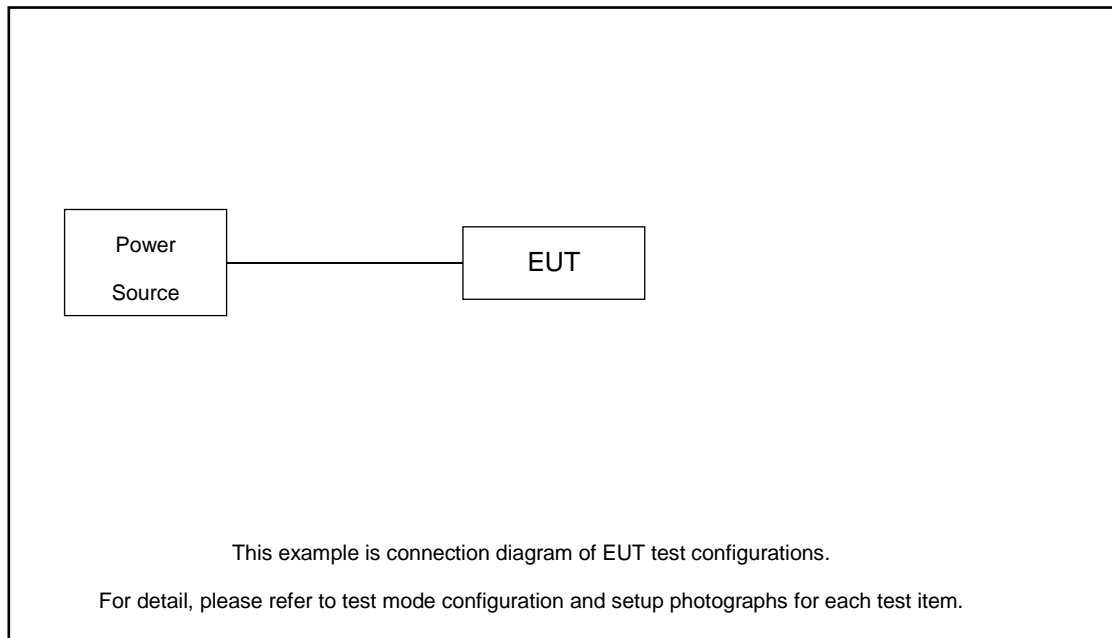 Power
Source
EUT
This example is connection diagram of EUT test configurations.
For detail, please refer to test mode configuration and setup photographs for each test item.